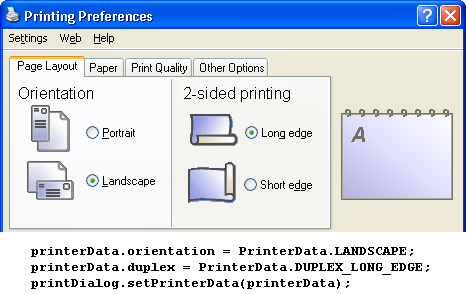 Printing Preferences
Settings Web Help
Page Layout Paper Print Quality Other Options
Orientation
Portrait
Landscape
2-sided printing
Long edge
Short edge
A
printerData.orientation = PrinterData.LANDSCAPE;
printerData.duplex = PrinterData.DUPLEX_LONG_EDGE;
printDialog.setPrinterData(printerData);